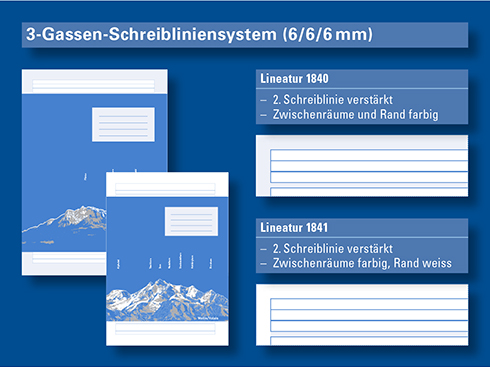 3-Gassen-Schreibliniensystem (6/6/6 mm)
Lineatur 1840
– 2. Schreiblinie verstärkt
– Zwischenräume und Rand farbig
Lineatur 1841
– 2. Schreiblinie verstärkt
– Zwischenräume farbig, Rand weiss